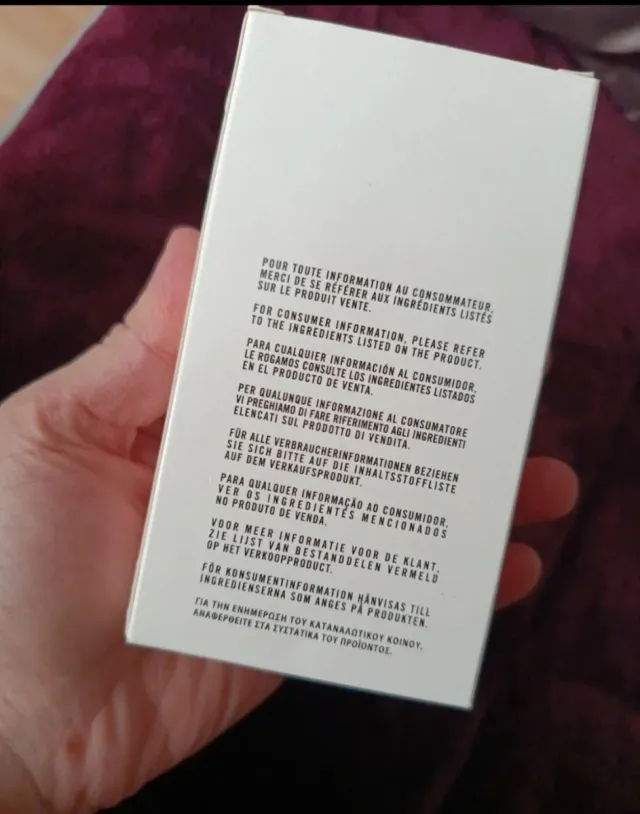 POUR TOUTE INFORMATION AU CONSOMMATEUR,
MERCI DE SE RÉFÉRER AUX INGRÉDIENTS LISTÉS
SUR LE PRODUIT VENTE.
FOR CONSUMER INFORMATION, PLEASE REFER
TO THE INGREDIENTS LISTED ON THE PRODUCT.
PARA CUALQUIER INFORMACIÓN AL CONSUMIDOR,
LE ROGAMOS CONSULTE LOS INGREDIENTES LISTADOS
EN EL PRODUCTO DE VENTA.
PER QUALUNQUE INFORMAZIONE AL CONSUMATORE
VI PREGHIAMO DI FARE RIFERIMENTO AGLI INGREDIENTI
ELENCATI SUL PRODOTTO DI VENDITA.
FÜR ALLE VERBRAUCHERINFORMATIONEN BEZIEHEN
SIE SICH BITTE AUF DIE INHALTSSTOFFLISTE
AUF DEM VERKAUFSPRODUKT.
PARA QUALQUER INFORMAÇÃO AO CONSUMIDOR,
VER OS INGREDIENTES MENCIONADOS
NO PRODUTO DE VENDA.
VOOR MEER INFORMATIE VOOR DE KLANT,
ZIE LIJST VAN BESTANDDELEN VERMELD
OP HET VERKOOPPRODUCT.
FÖR KONSUMENTINFORMATION HÄNVISAS TILL
INGREDIENSERNA SOM ANGES PÅ PRODUKTEN.
ΓΙΑ ΤΗΝ ΕΝΗΜΕΡΩΣΗ ΤΟΥ ΚΑΤΑΝΑΛΩΤΙΚΟΥ ΚΟΙΝΟΥ,
ΑΝΑΦΕΡΘΕΙΤΕ ΣΤΑ ΣΥΣΤΑΤΙΚΑ ΤΟΥ ΠΡΟΪΟΝΤΟΣ.